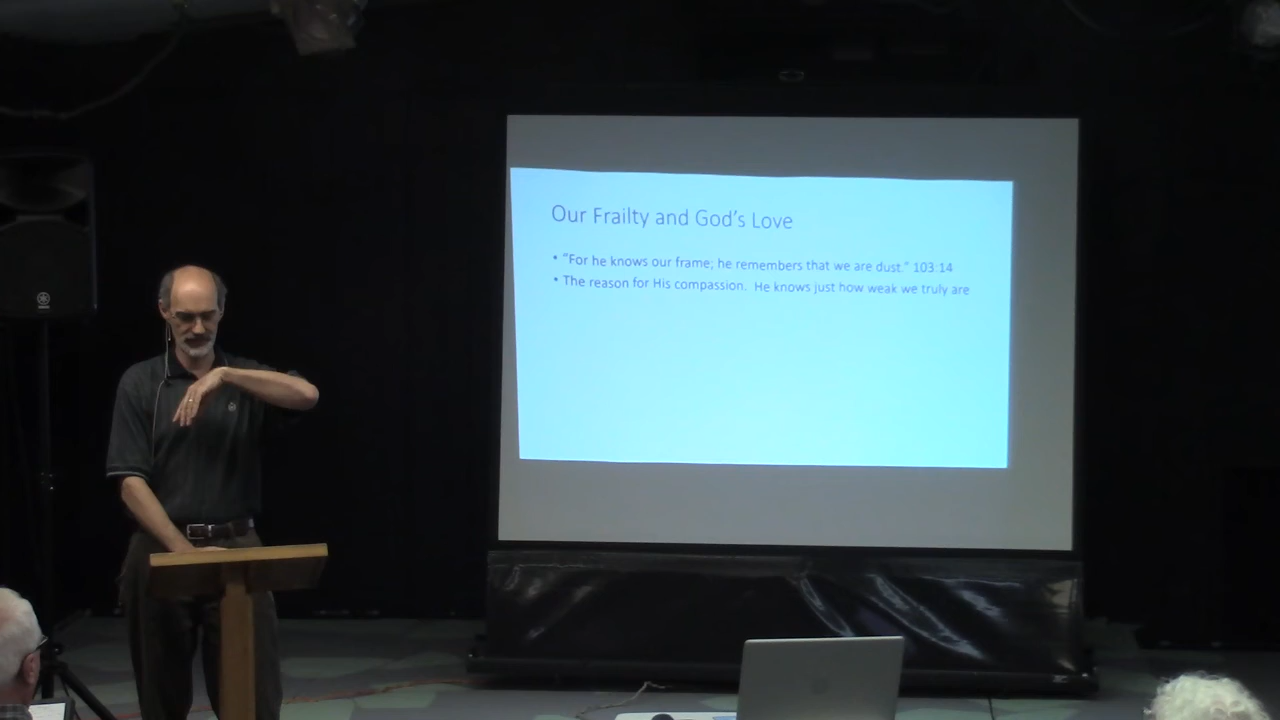 Our Frailty and God's Love
• “For he knows our frame; he remembers that we are dust.” 103:14
• The reason for His compassion.  He knows just how weak we truly are